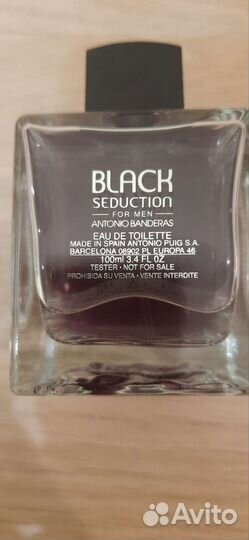 BLACK
SEDUCTION
FOR MEN
ANTONIO BANDERAS
EAU DE TOILETTE
MADE IN SPAIN ANTONIO PUIG S.A.
BARCELONA 08902 PL EUROPA 46
100ml 3.4 FL OZ
TESTER • NOT FOR SALE
PROHIBIDA SU VENTA • VENTE INTERDITE
Avito